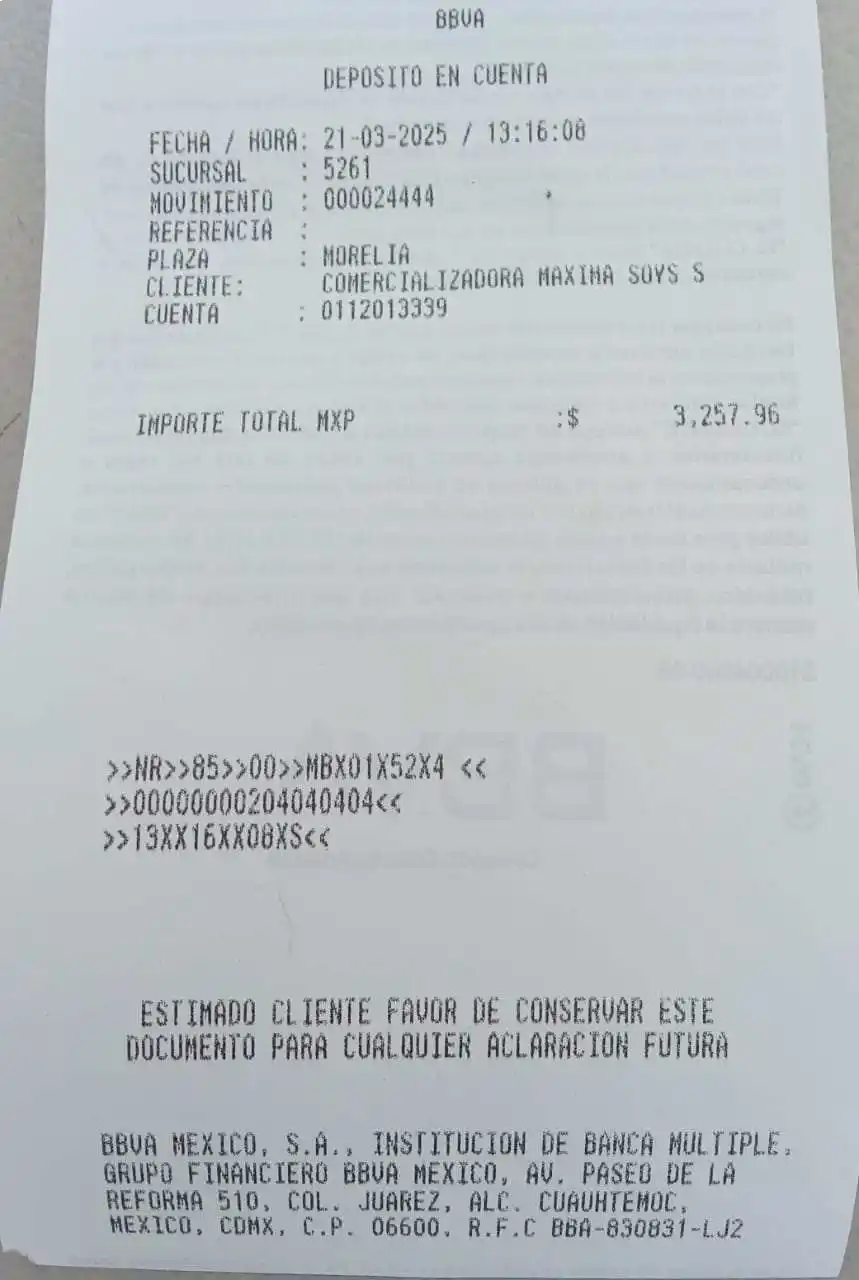 BBVA
DEPOSITO EN CUENTA
FECHA / HORA: 21-03-2025 / 13:16:08
SUCURSAL : 5261
MOVIMIENTO : 000024444
REFERENCIA :
PLAZA : MORELIA
CLIENTE: COMERCIALIZADORA MAXIMA SOYS S
CUENTA : 0112013339
IMPORTE TOTAL MXP :$ 3,257.96
>>NR>>85>>00>>MBX01X52X4 <<
>>00000000204040404<<
>>13XX16XX08XS<<
ESTIMADO CLIENTE FAVOR DE CONSERVAR ESTE
DOCUMENTO PARA CUALQUIER ACLARACION FUTURA
BBVA MEXICO, S.A., INSTITUCION DE BANCA MULTIPLE,
GRUPO FINANCIERO BBVA MEXICO, AV. PASEO DE LA
REFORMA 510, COL. JUAREZ, ALC. CUAUHTEMOC,
MEXICO, CDMX, C.P. 06600, R.F.C BBA-830831-LJ2